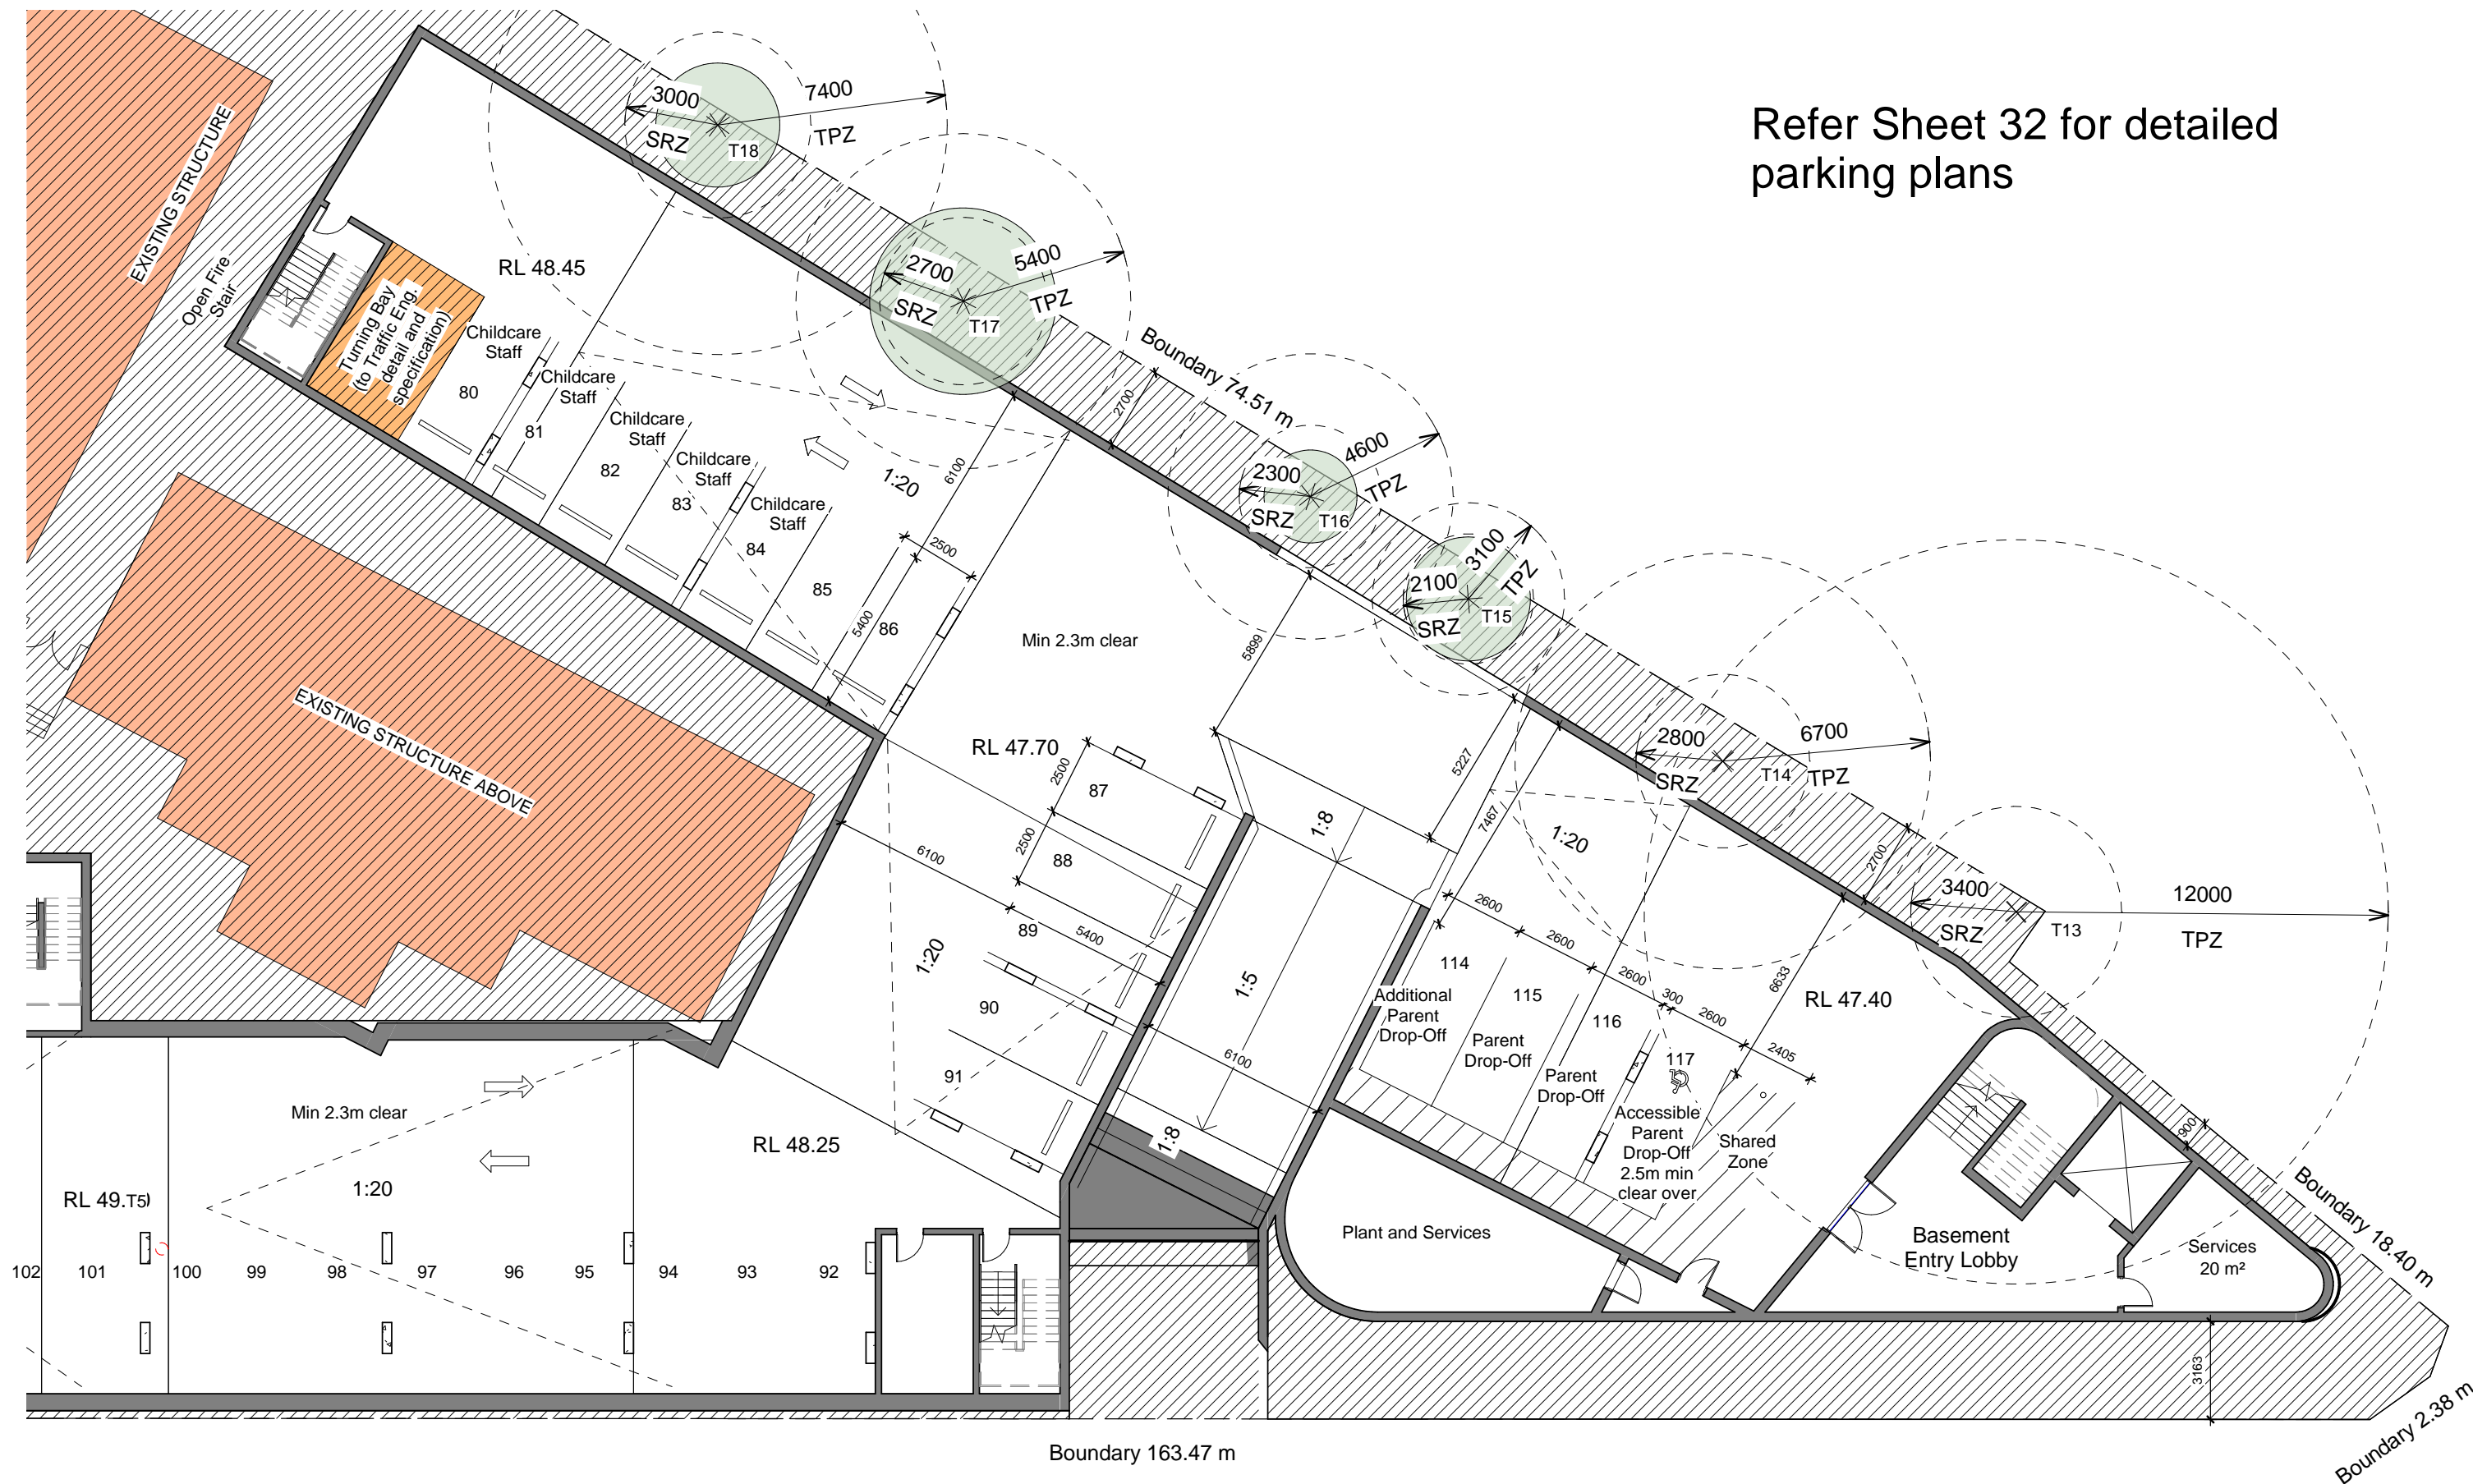 Refer Sheet 32 for detailed
parking plans
3000
SRZ
T18
7400
TPZ
EXISTING STRUCTURE
Open Fire
Stair
RL 48.45
Turning Bay
(to Traffic Eng.
detail and
specification)
2700
SRZ
T17
5400
TPZ
Boundary 74.51 m
2700
Childcare
Staff
80
Childcare
Staff
81
Childcare
Staff
82
Childcare
Staff
83
Childcare
Staff
84
85
86
1:20
6100
2500
5400
2300
SRZ
T16
4600
TPZ
2100
SRZ
T15
3100
TPZ
Min 2.3m clear
5899
EXISTING STRUCTURE ABOVE
RL 47.70
2500
87
2500
88
6100
89
5400
1:20
90
91
1:8
1:5
6100
1:8
5227
7467
1:20
2800
SRZ
T14
6700
TPZ
2700
3400
SRZ
T13
12000
TPZ
2600
2600
2600
300
2600
2405
6633
RL 47.40
114
Additional
Parent
Drop-Off
115
Parent
Drop-Off
116
Parent
Drop-Off
117
Accessible
Parent
Drop-Off
2.5m min
clear over
Shared
Zone
900
Boundary 18.40 m
Min 2.3m clear
RL 48.25
1:20
RL 49.
T5
102
101
100
99
98
97
96
95
94
93
92
Plant and Services
Basement
Entry Lobby
Services
20 m²
3163
Boundary 163.47 m
Boundary 2.38 m